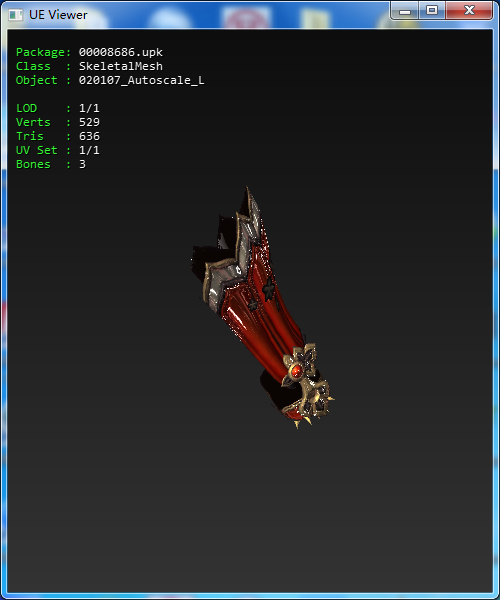 UE Viewer
Package: 00008686.upk
Class : SkeletalMesh
Object : 020107_Autoscale_L
LOD : 1/1
Verts : 529
Tris : 636
UV Set : 1/1
Bones : 3